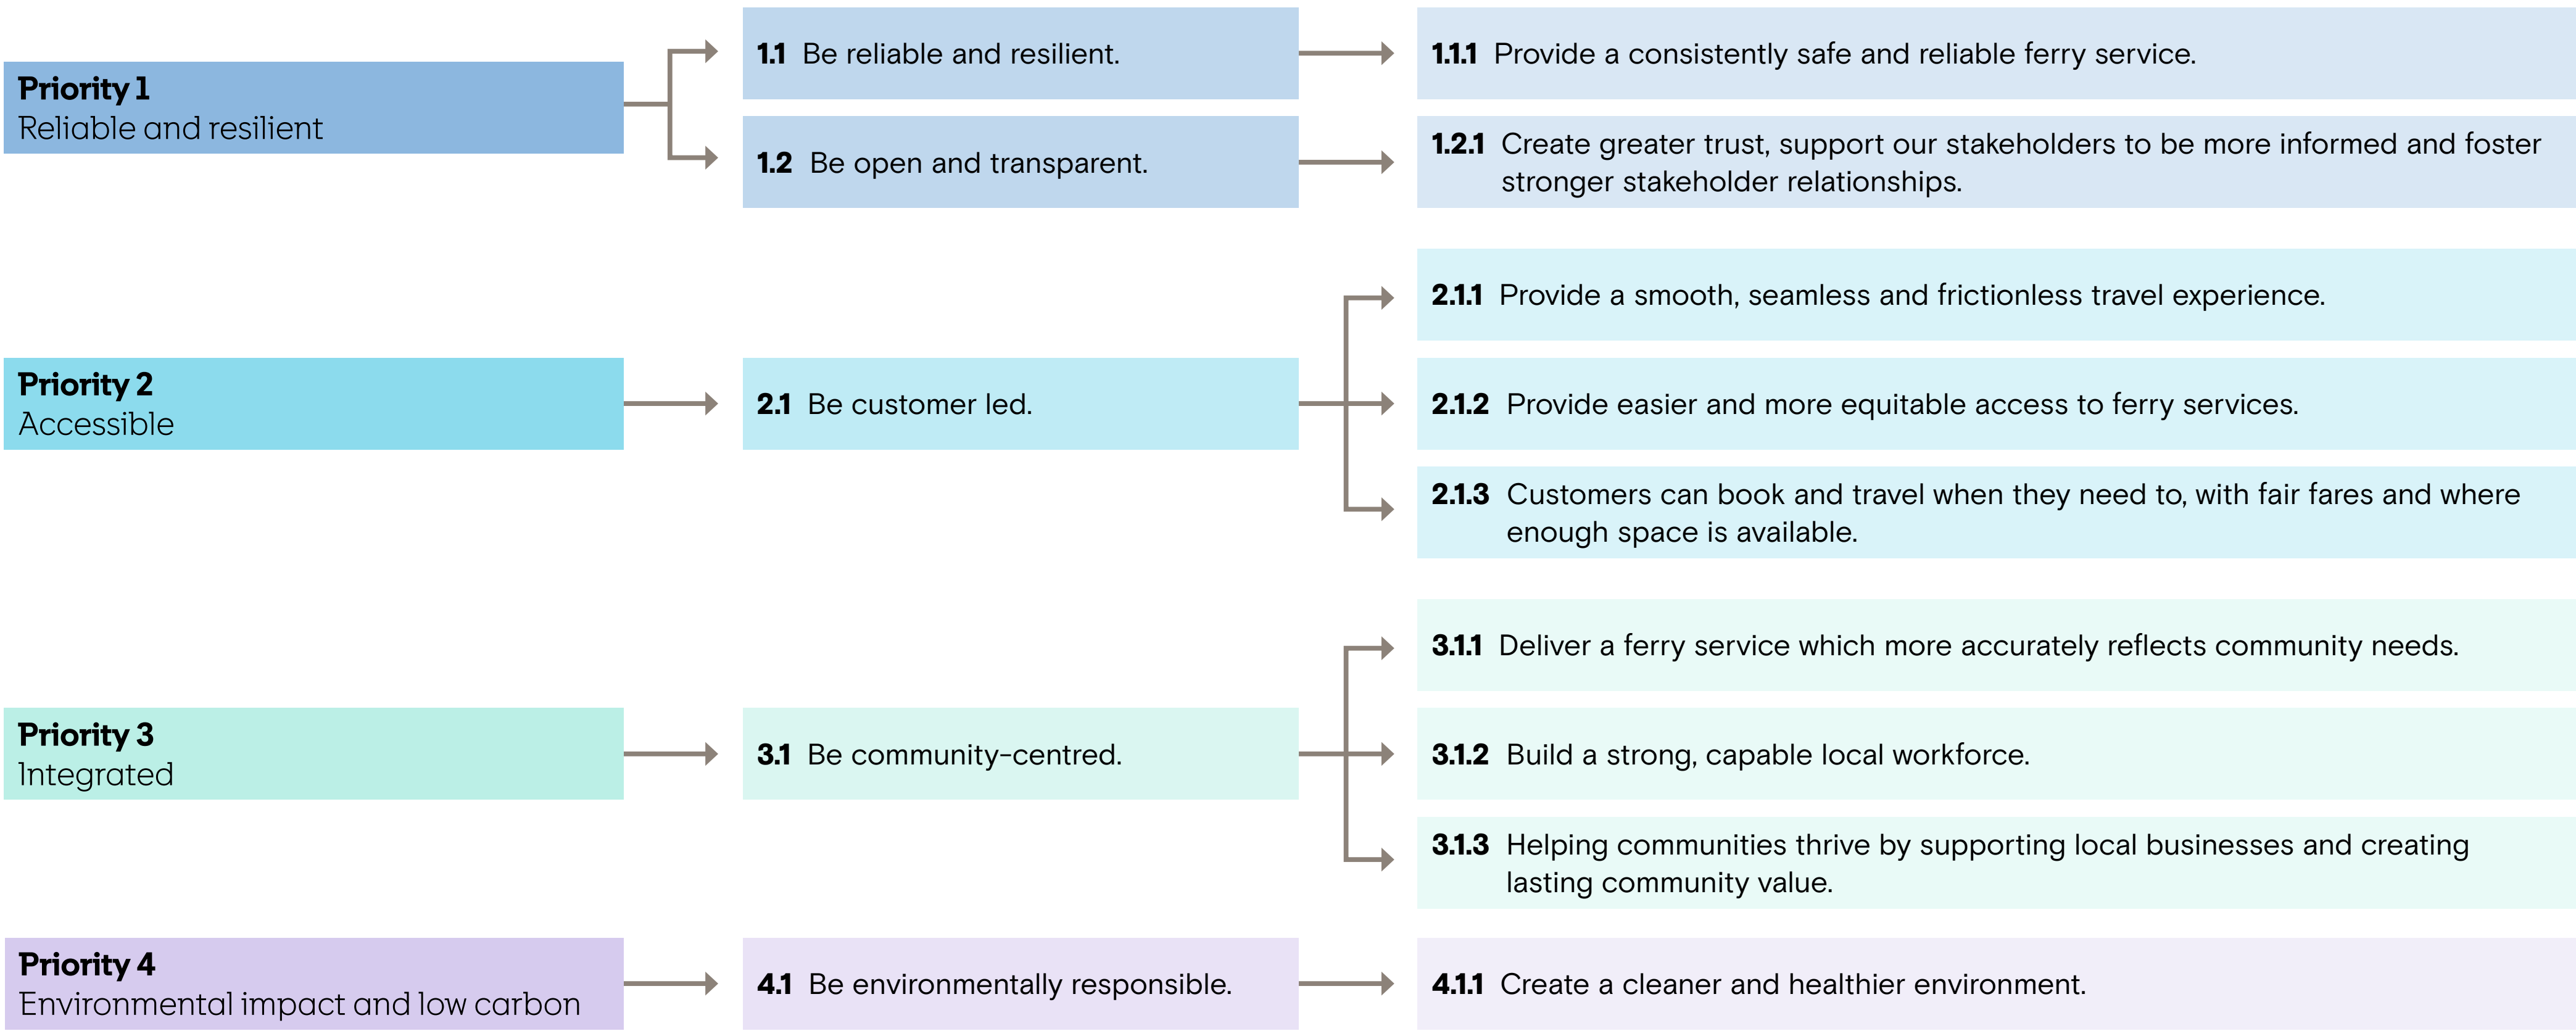 Priority 1
Reliable and resilient
1.1 Be reliable and resilient.
1.1.1 Provide a consistently safe and reliable ferry service.
1.2 Be open and transparent.
1.2.1 Create greater trust, support our stakeholders to be more informed and foster
stronger stakeholder relationships.
Priority 2
Accessible
2.1 Be customer led.
2.1.1 Provide a smooth, seamless and frictionless travel experience.
2.1.2 Provide easier and more equitable access to ferry services.
2.1.3 Customers can book and travel when they need to, with fair fares and where
enough space is available.
Priority 3
Integrated
3.1 Be community-centred.
3.1.1 Deliver a ferry service which more accurately reflects community needs.
3.1.2 Build a strong, capable local workforce.
3.1.3 Helping communities thrive by supporting local businesses and creating
lasting community value.
Priority 4
Environmental impact and low carbon
4.1 Be environmentally responsible.
4.1.1 Create a cleaner and healthier environment.